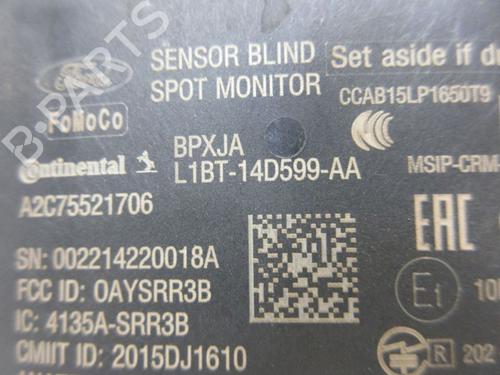 SENSOR BLIND
SPOT MONITOR
Set aside if
CCAB15LP1650T9
FoMoCo
B-PARTS
Continental
BPXJA
L1BT-14D599-AA
MSIP-CRM
A2C75521706
EAC
SN: 002214220018A
FCC ID: OAYSRR3B
E1
10
IC: 4135A-SRR3B
CMIIT ID: 2015DJ1610
R 202